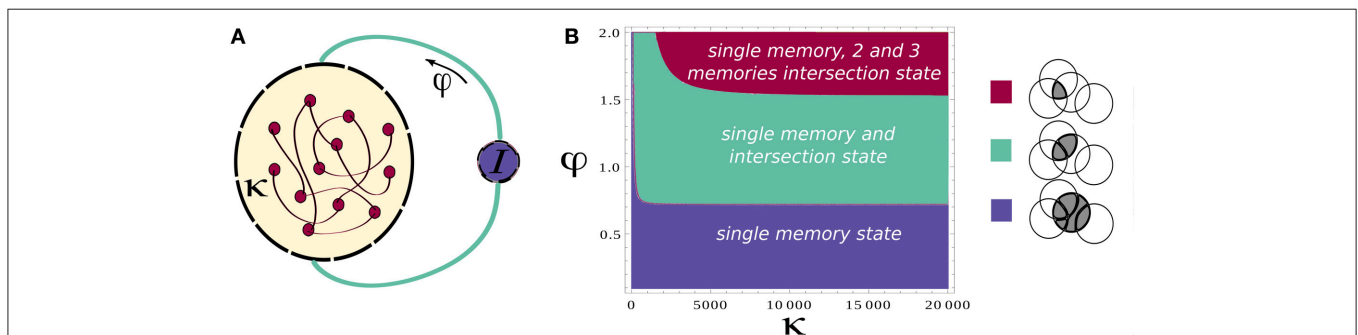 A
φ
κ
I
B
2.0
1.5
1.0
0.5
φ
single memory, 2 and 3
memories intersection state
single memory and
intersection state
single memory state
0
5000
10 000
15 000
20 000
κ